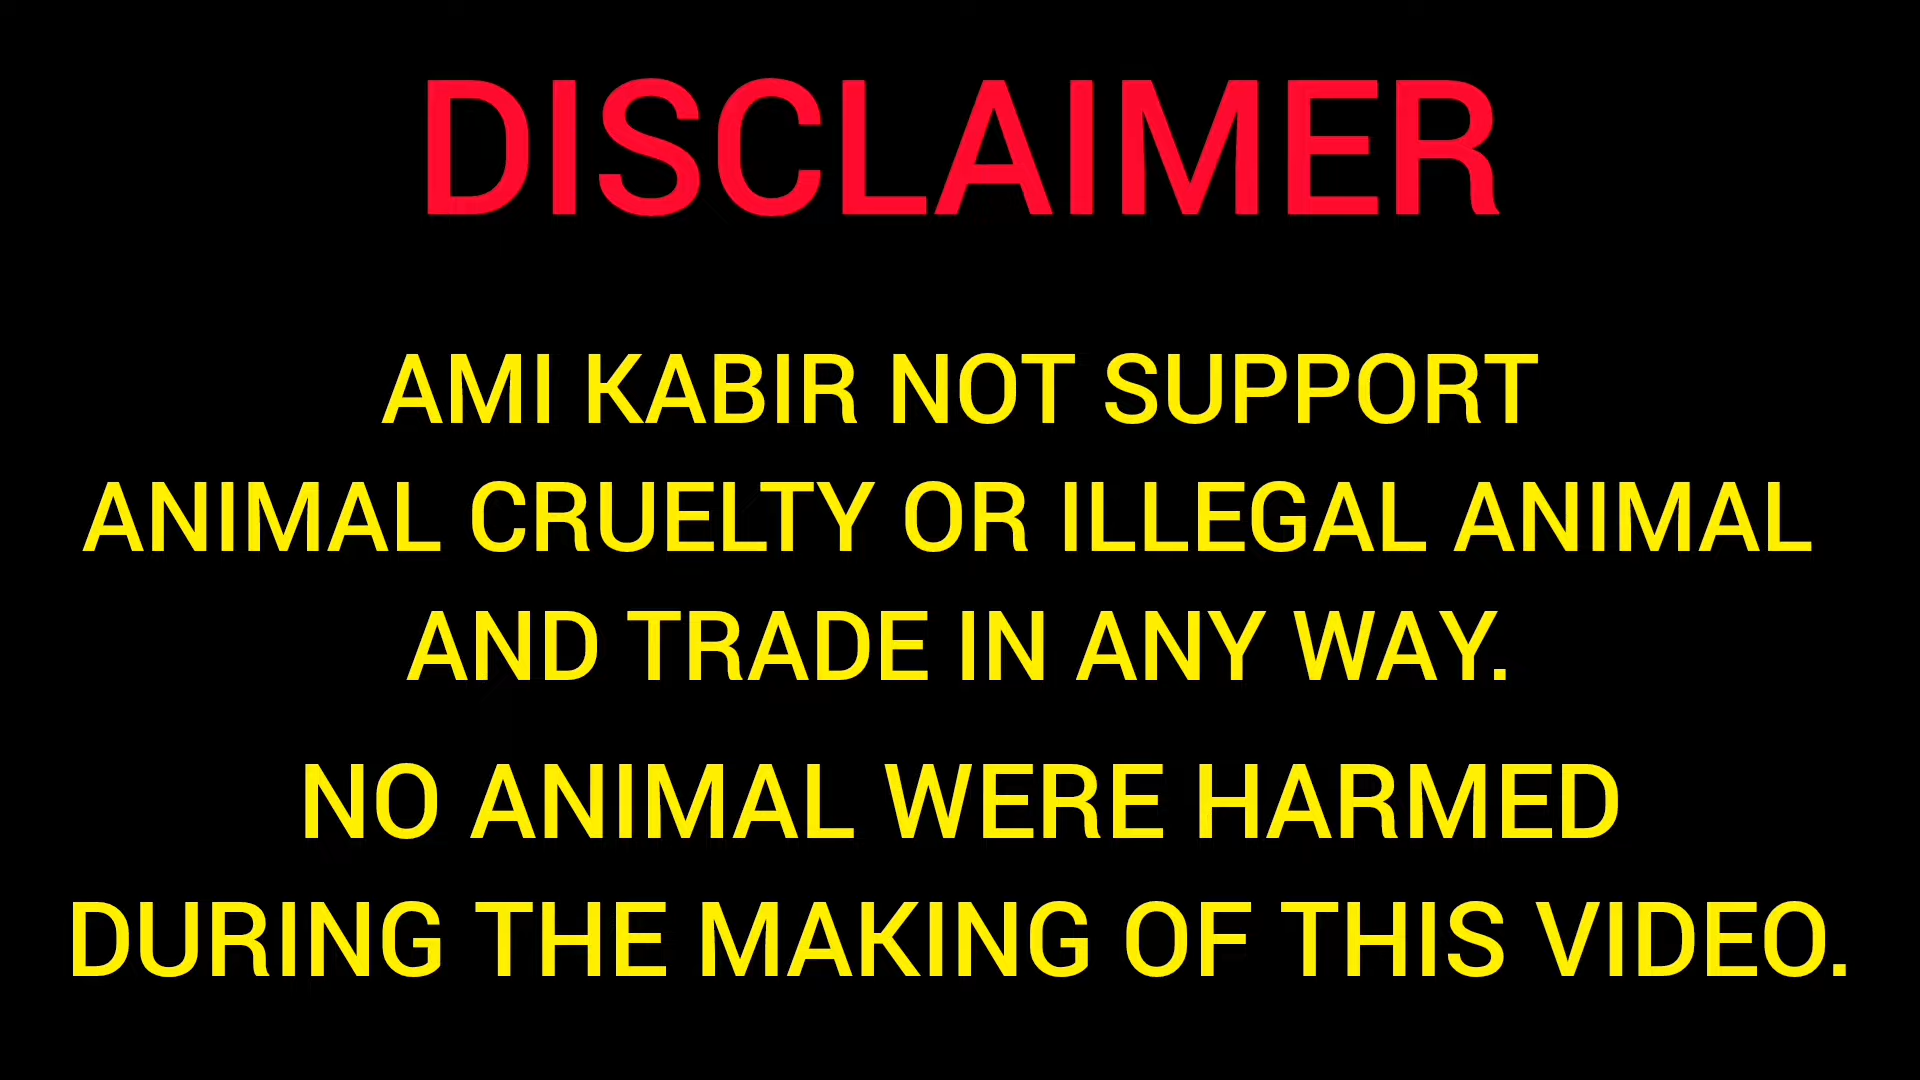 DISCLAIMER
AMI KABIR NOT SUPPORT
ANIMAL CRUELTY OR ILLEGAL ANIMAL
AND TRADE IN ANY WAY.
NO ANIMAL WERE HARMED
DURING THE MAKING OF THIS VIDEO.